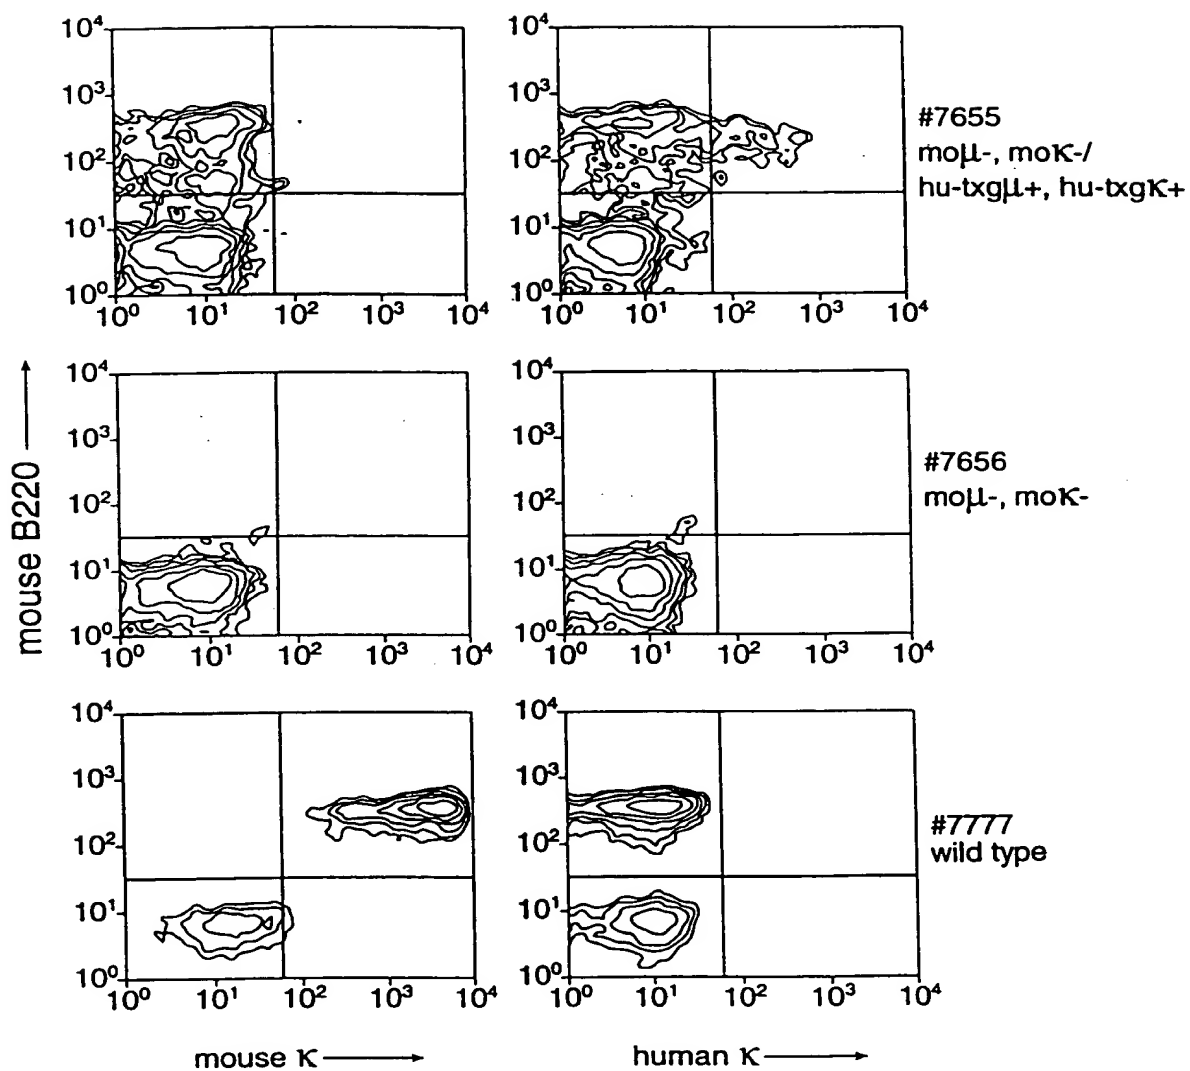 10⁴
10³
10²
10¹
10⁰
10⁰ 10¹ 10² 10³ 10⁴
10⁴
10³
10²
10¹
10⁰
10⁰ 10¹ 10² 10³ 10⁴
#7655
moμ-, moκ-/
hu-txgμ+, hu-txgκ+
10⁴
10³
10²
10¹
10⁰
10⁰ 10¹ 10² 10³ 10⁴
10⁴
10³
10²
10¹
10⁰
10⁰ 10¹ 10² 10³ 10⁴
#7656
moμ-, moκ-
10⁴
10³
10²
10¹
10⁰
10⁰ 10¹ 10² 10³ 10⁴
10⁴
10³
10²
10¹
10⁰
10⁰ 10¹ 10² 10³ 10⁴
#7777
wild type
mouse B220
mouse κ
human κ